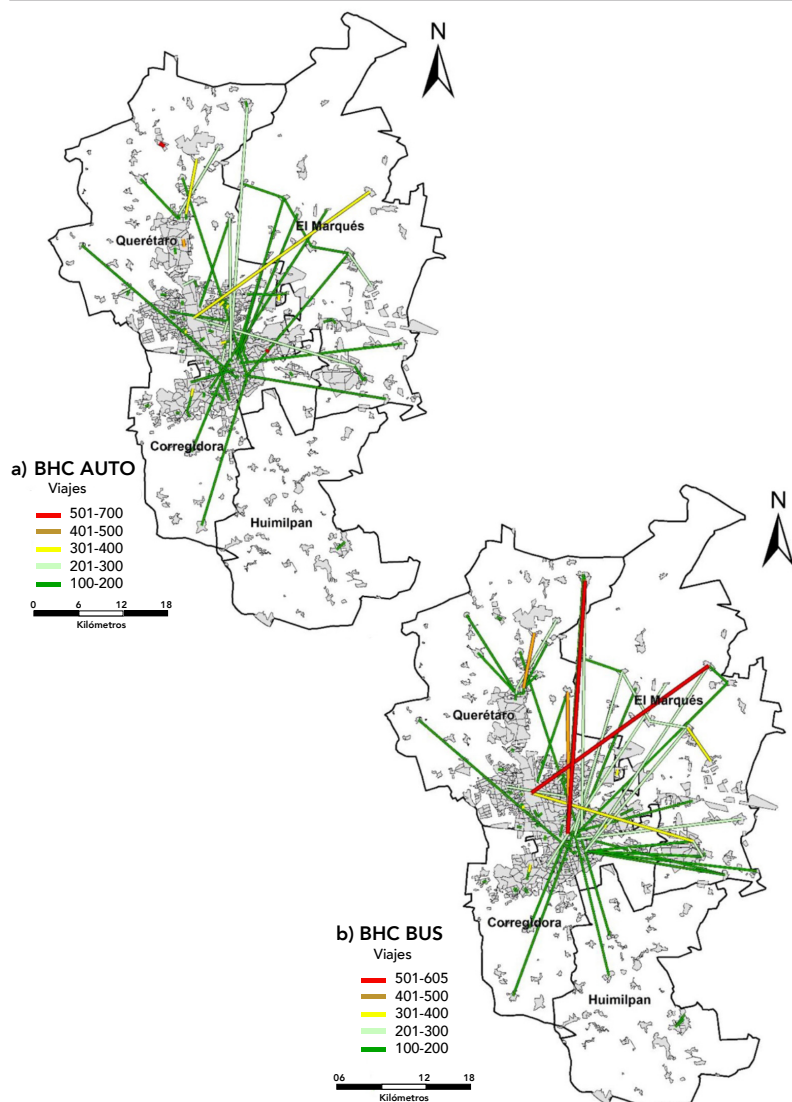 N
El Marqués
Querétaro
Corregidora
Huimilpan
a) BHC AUTO
Viajes
501-700
401-500
301-400
201-300
100-200
0 6 12 18
Kilómetros
N
El Marqués
Querétaro
Corregidora
Huimilpan
b) BHC BUS
Viajes
501-605
401-500
301-400
201-300
100-200
06 12 18
Kilómetros